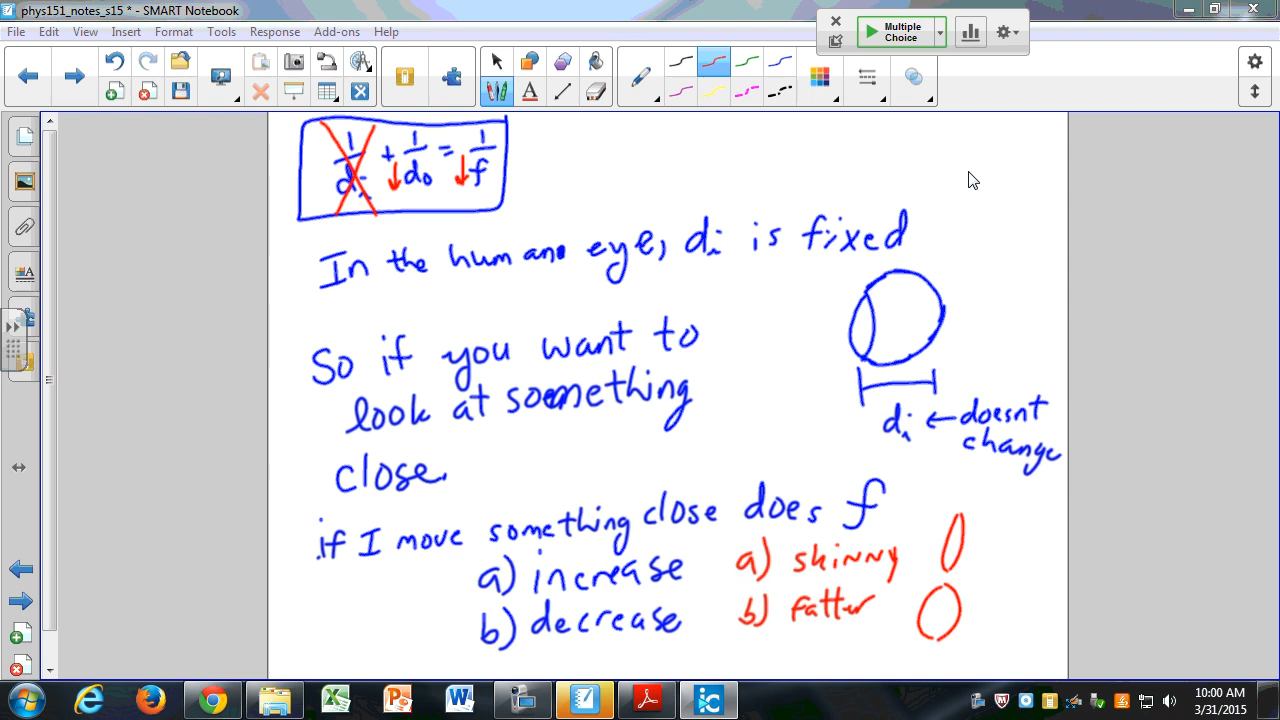 phys151_notes_s15 * - SMART Notebook
File Edit View Insert Format Tools Response Add-ons Help
Multiple Choice
1/di + 1/do = 1/f
In the human eye, di is fixed
So if you want to
look at something
close.
di ← doesnt
change
if I move something close does f
a) increase a) skinny
b) decrease b) fatter
10:00 AM
3/31/2015